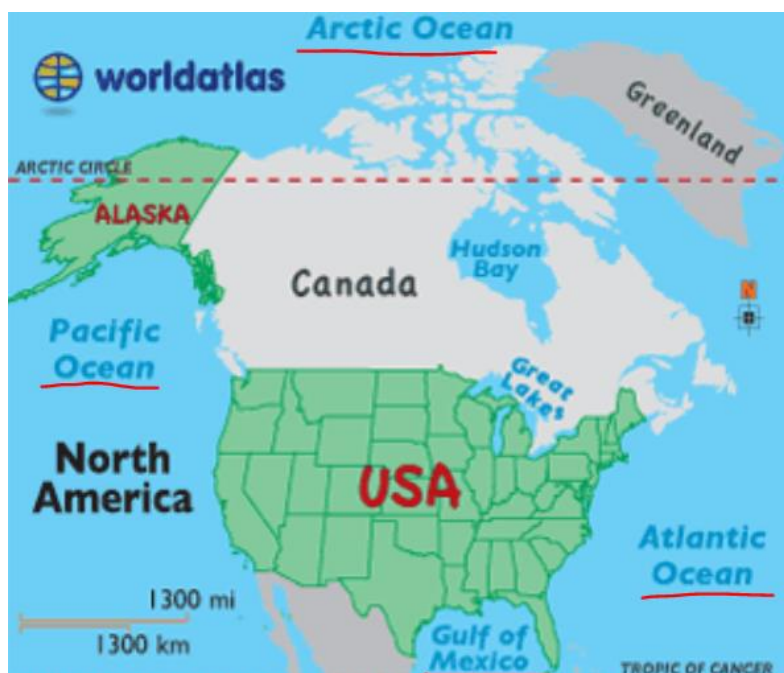 Arctic Ocean
worldatlas
Greenland
ARCTIC CIRCLE
ALASKA
Hudson
Bay
Canada
N
Pacific
Ocean
Great
Lakes
North
America
USA
Atlantic
Ocean
1300 mi
1300 km
Gulf of
Mexico
TROPIC OF CANCER